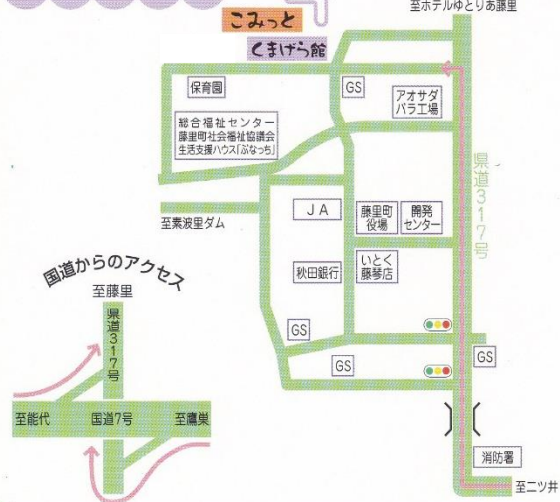 至ホテルゆとりあ藤里
こみっと
くまげら館
保育園
GS
アオサダ
バラ工場
総合福祉センター
藤里町社会福祉協議会
生活支援ハウス「ぶなっち」
県道317号
至素波里ダム
JA
藤里町
役場
開発
センター
秋田銀行
いとく
藤琴店
GS
GS
GS
消防署
至二ツ井
国道からのアクセス
至藤里
県道317号
至能代
国道7号
至鷹巣